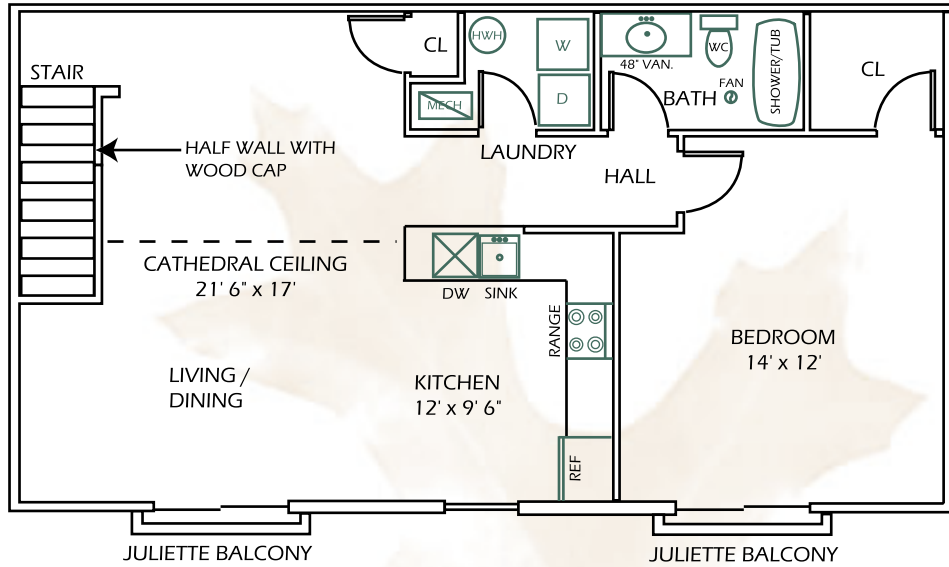 HWH
W
WC
SHOWER/TUB
CL
48" VAN.
FAN
CL
STAIR
MECH
D
BATH
HALF WALL WITH
WOOD CAP
LAUNDRY
HALL
CATHEDRAL CEILING
21' 6" x 17'
DW
SINK
RANGE
BEDROOM
14' x 12'
LIVING /
DINING
KITCHEN
12' x 9' 6"
REF
JULIETTE BALCONY
JULIETTE BALCONY